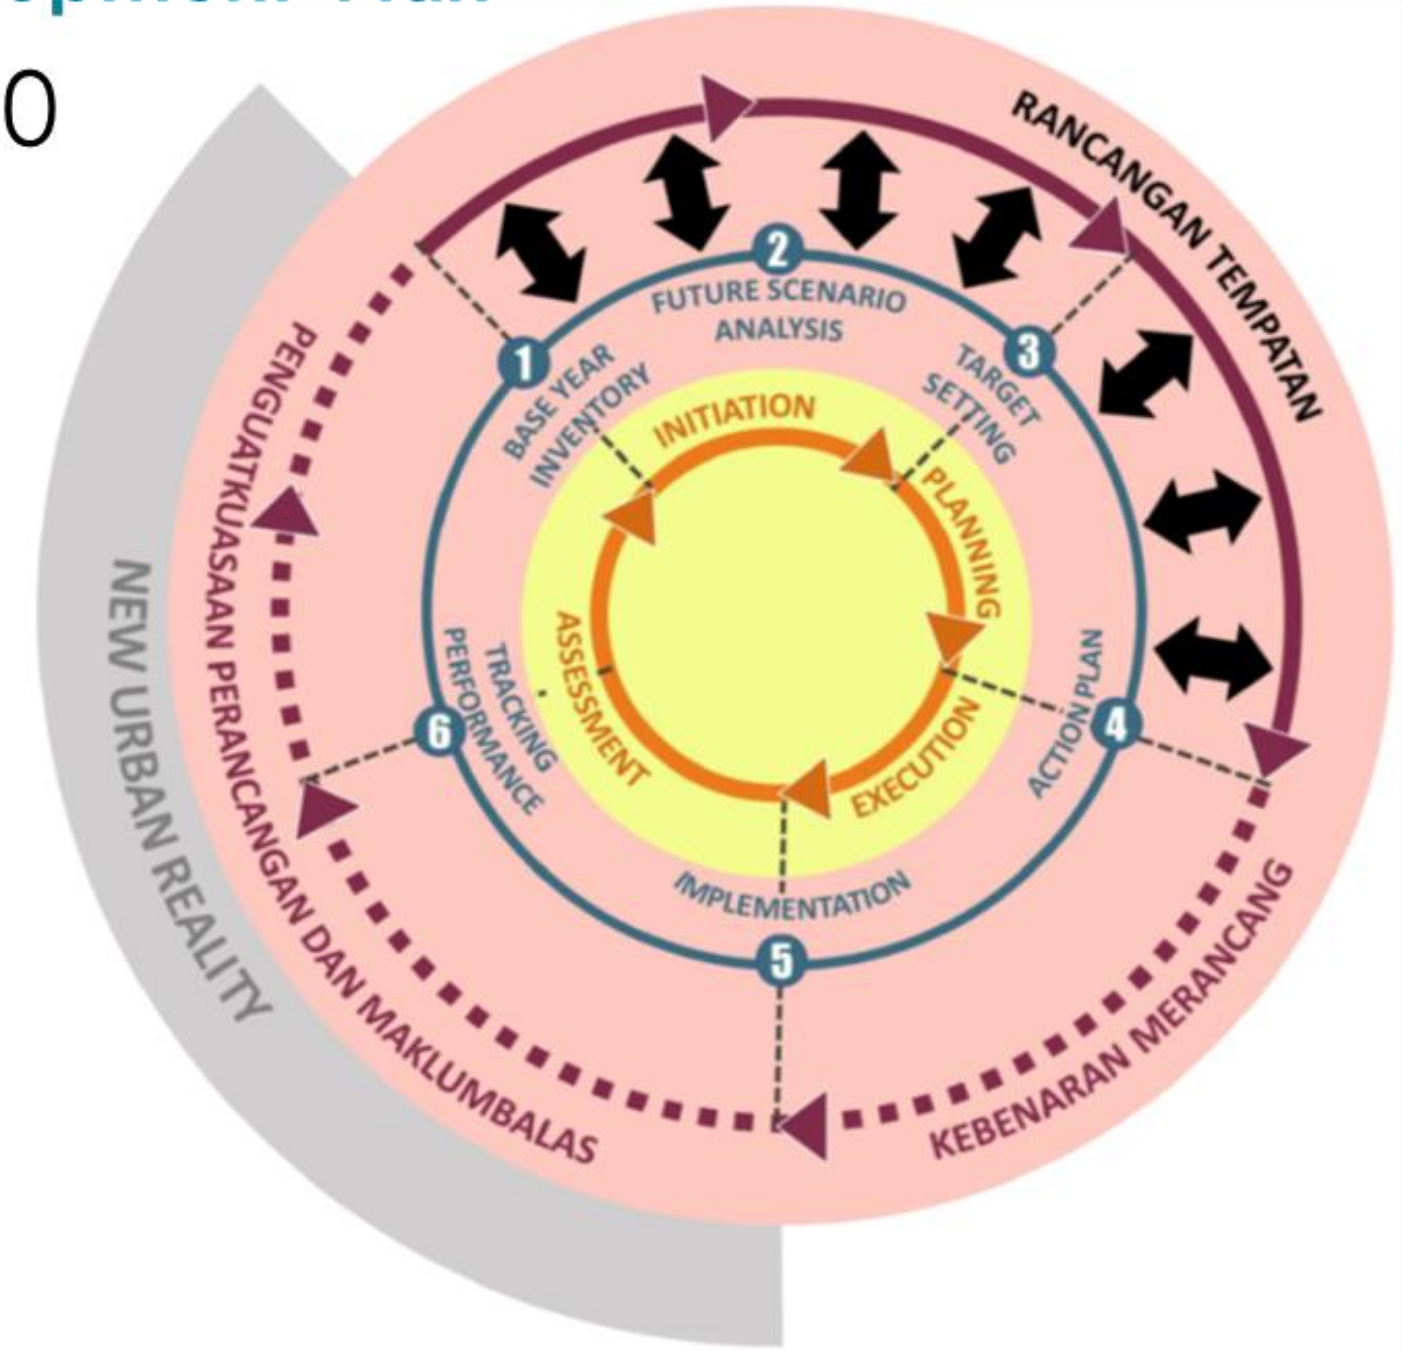 0
RANCANGAN TEMPATAN
2
FUTURE SCENARIO
ANALYSIS
1
BASE YEAR
INVENTORY
3
TARGET
SETTING
INITIATION
PLANNING
EXECUTION
ASSESSMENT
4
ACTION PLAN
5
IMPLEMENTATION
6
TRACKING
PERFORMANCE
KEBENARAN MERANCANG
PENGUATKUASAAN PERANCANGAN DAN MAKLUMBALAS
NEW URBAN REALITY